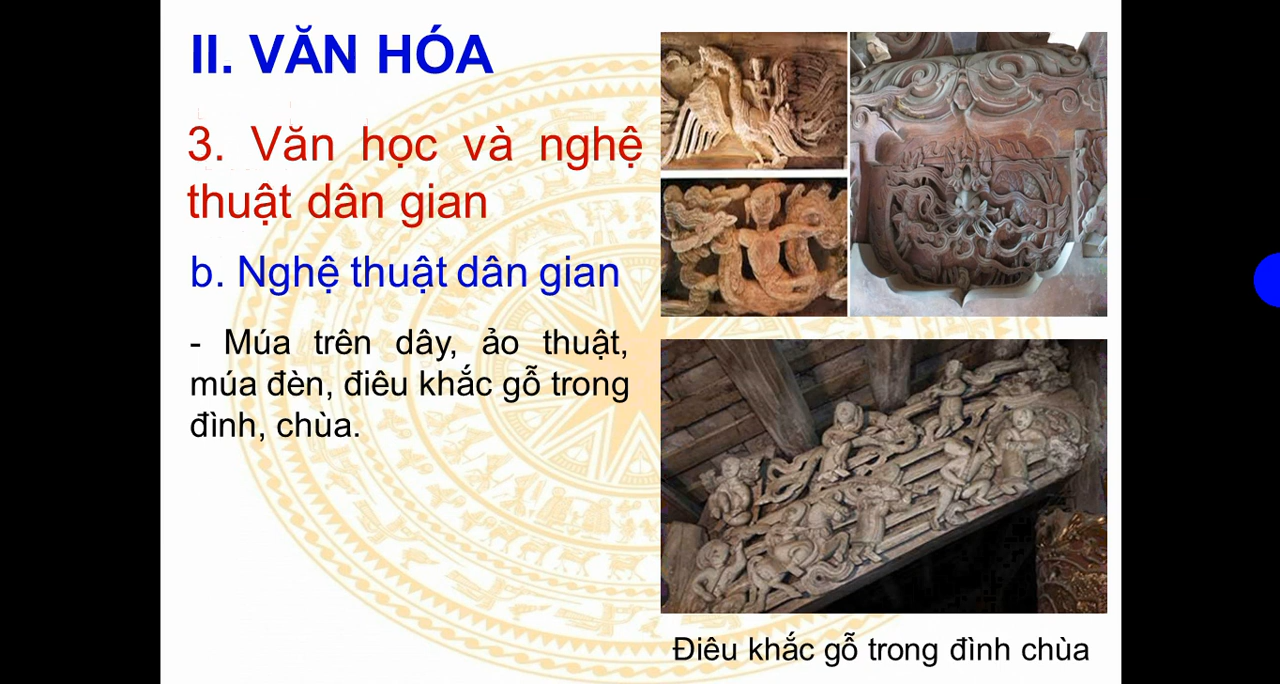 II. VĂN HÓA
3. Văn học và nghệ
thuật dân gian
b. Nghệ thuật dân gian
- Múa trên dây, ảo thuật,
múa đèn, điêu khắc gỗ trong
đình, chùa.
Điêu khắc gỗ trong đình chùa